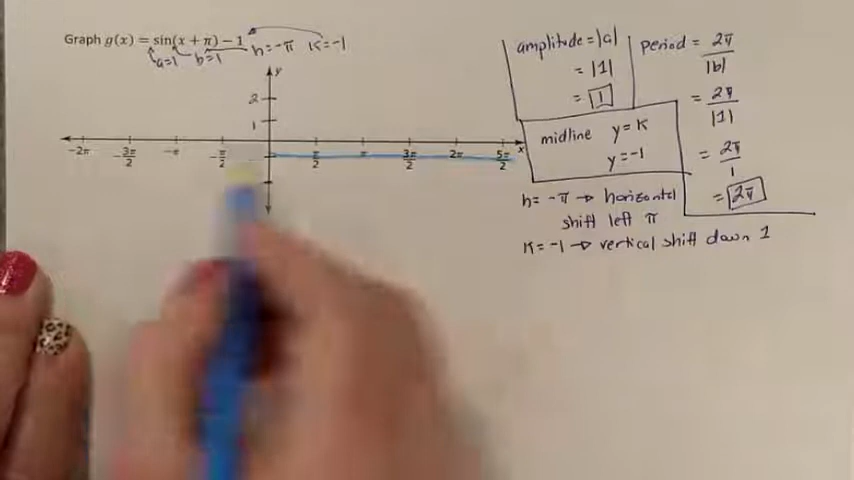 Graph g(x) = sin(x + π) − 1
a=1 b=1 h=-π K=-1
y
2
1
x
-2π -3π/2 -π -π/2 π/2 π 3π/2 2π 5π/2
amplitude = |a|
= |1|
= 1
period = 2π/|b|
= 2π/|1|
= 2π/1
= 2π
midline y = K
y = -1
h = -π → horizontal
shift left π
K = -1 → vertical shift down 1